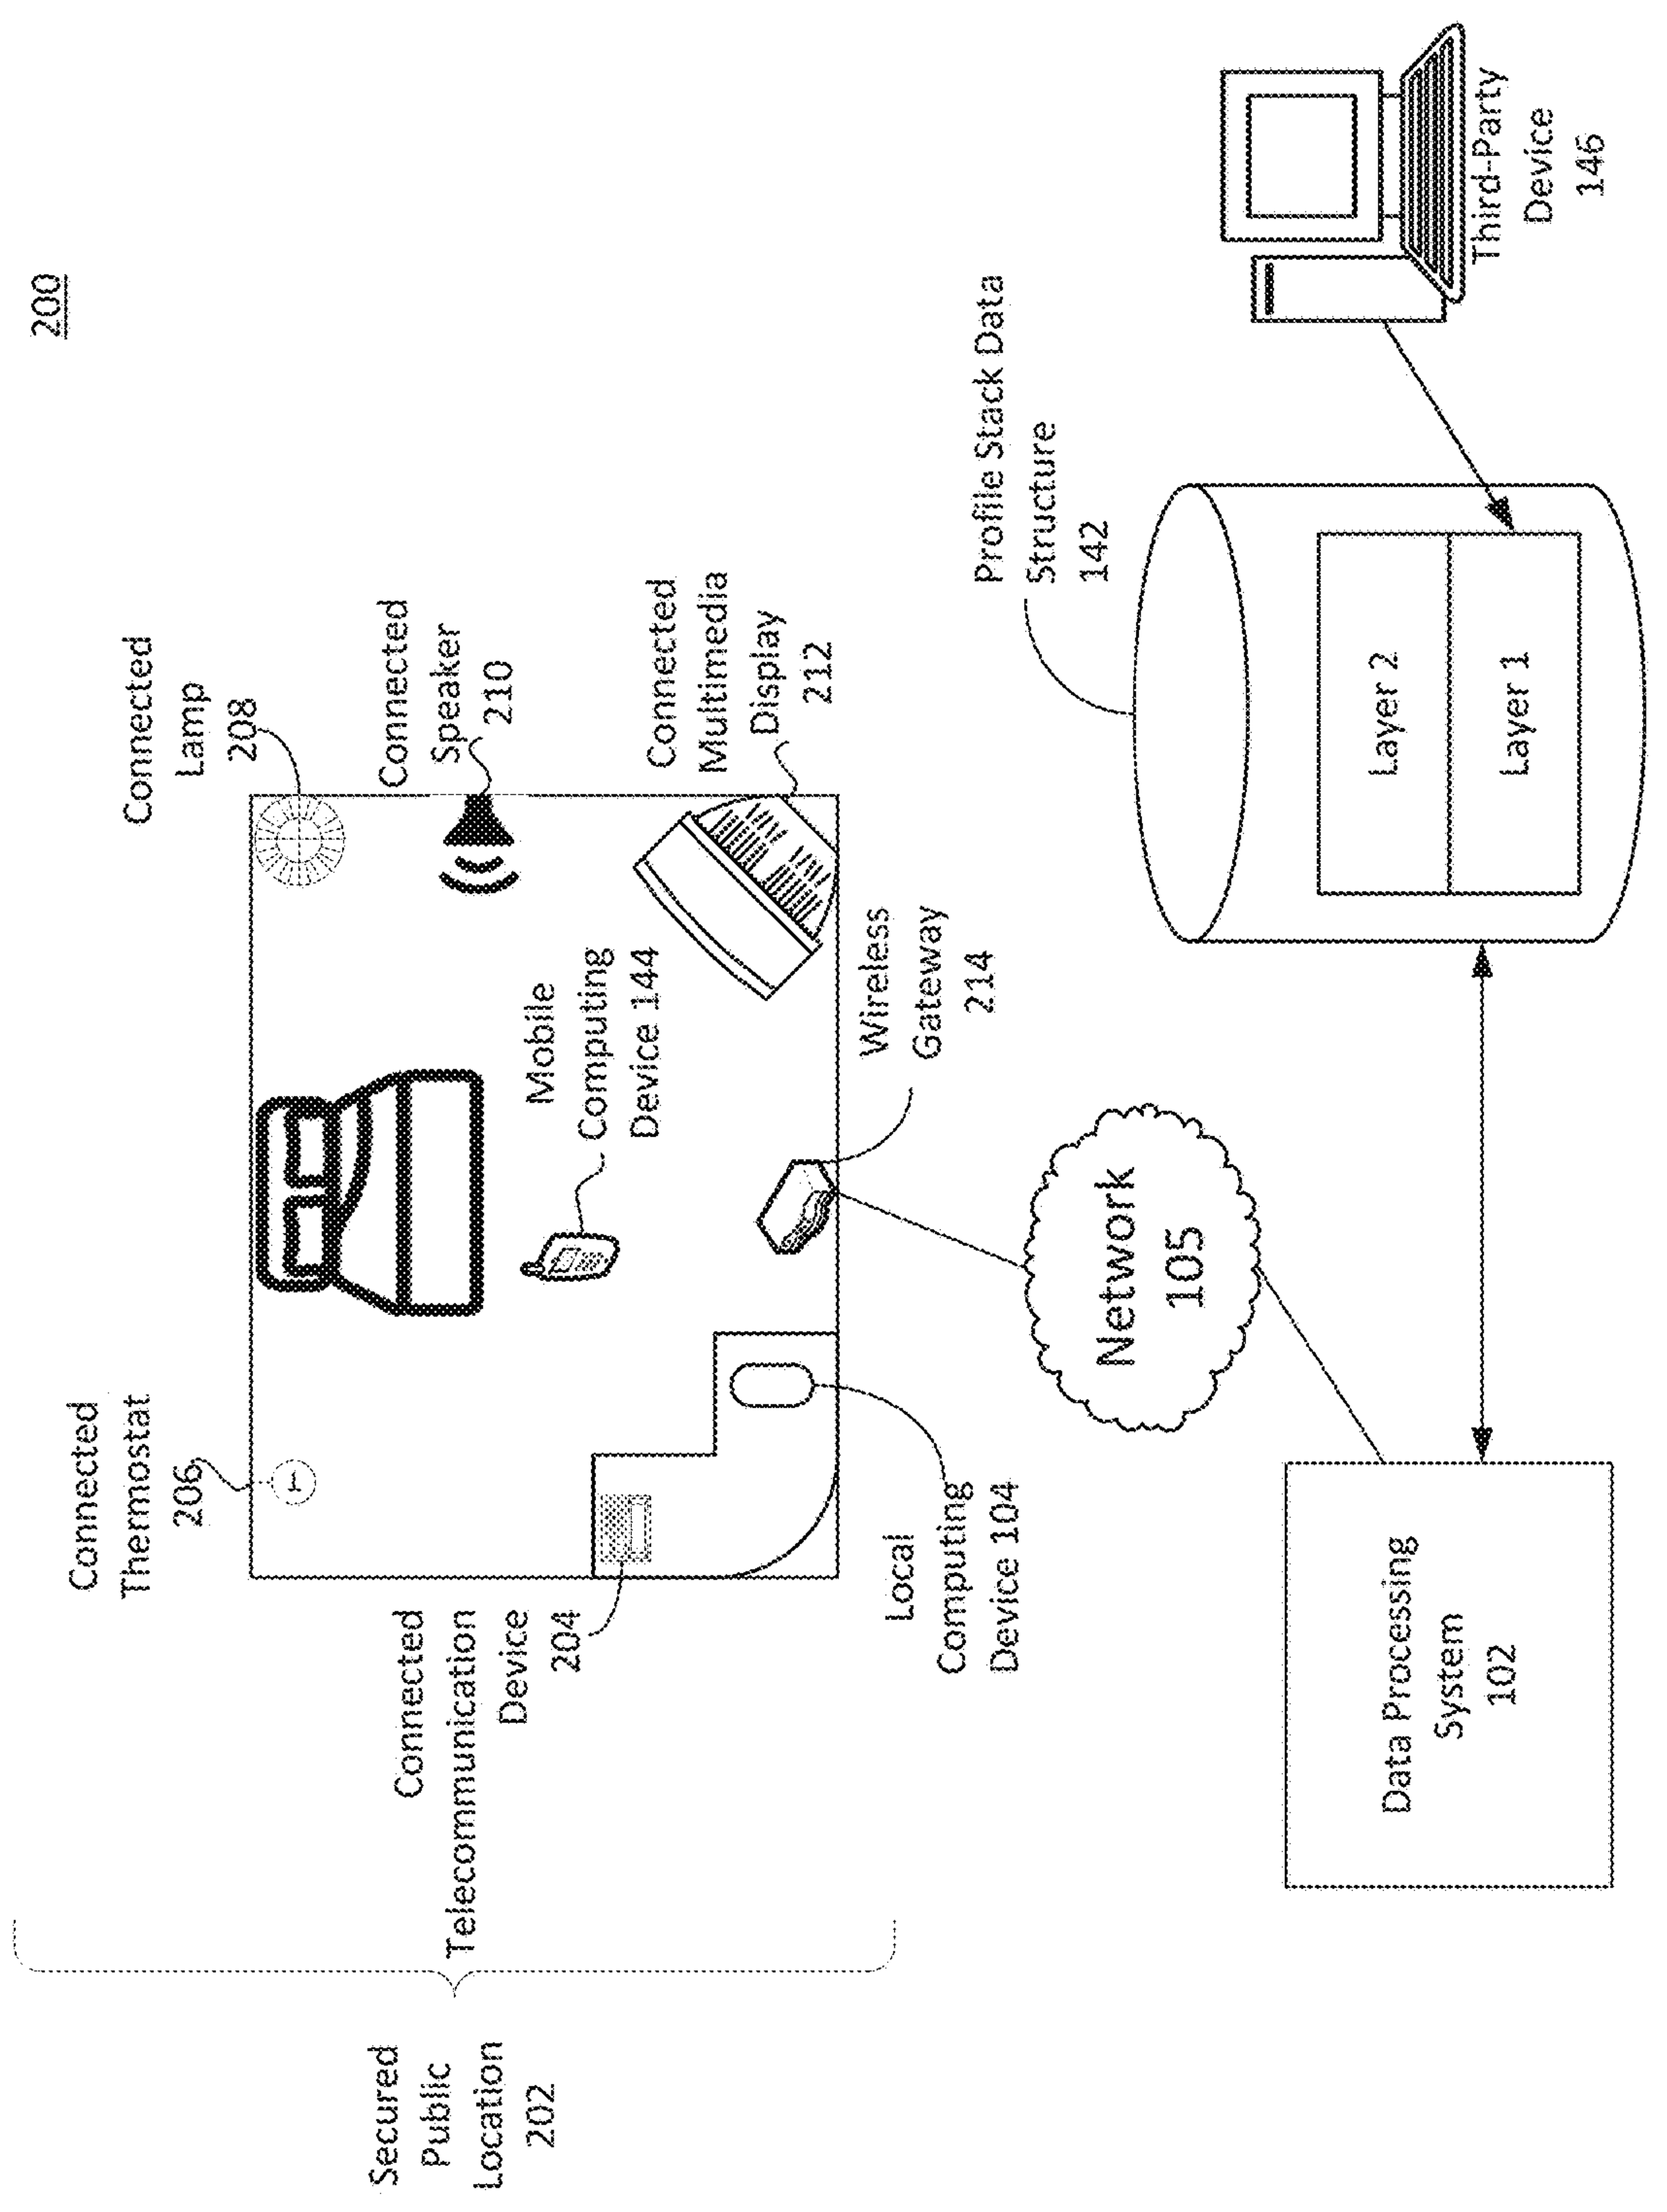 200
Connected
Thermostat
206
Connected
Lamp
208
Connected
Telecommunication
Device
204
Secured
Public
Location
202
Mobile
Computing
Device 144
Connected
Speaker
210
Connected
Multimedia
Display
212
Local
Computing
Device 104
Wireless
Gateway
214
Network
105
Profile Stack Data
Structure
142
Data Processing
System
102
Layer 2
Layer 1
Third-Party
Device
146